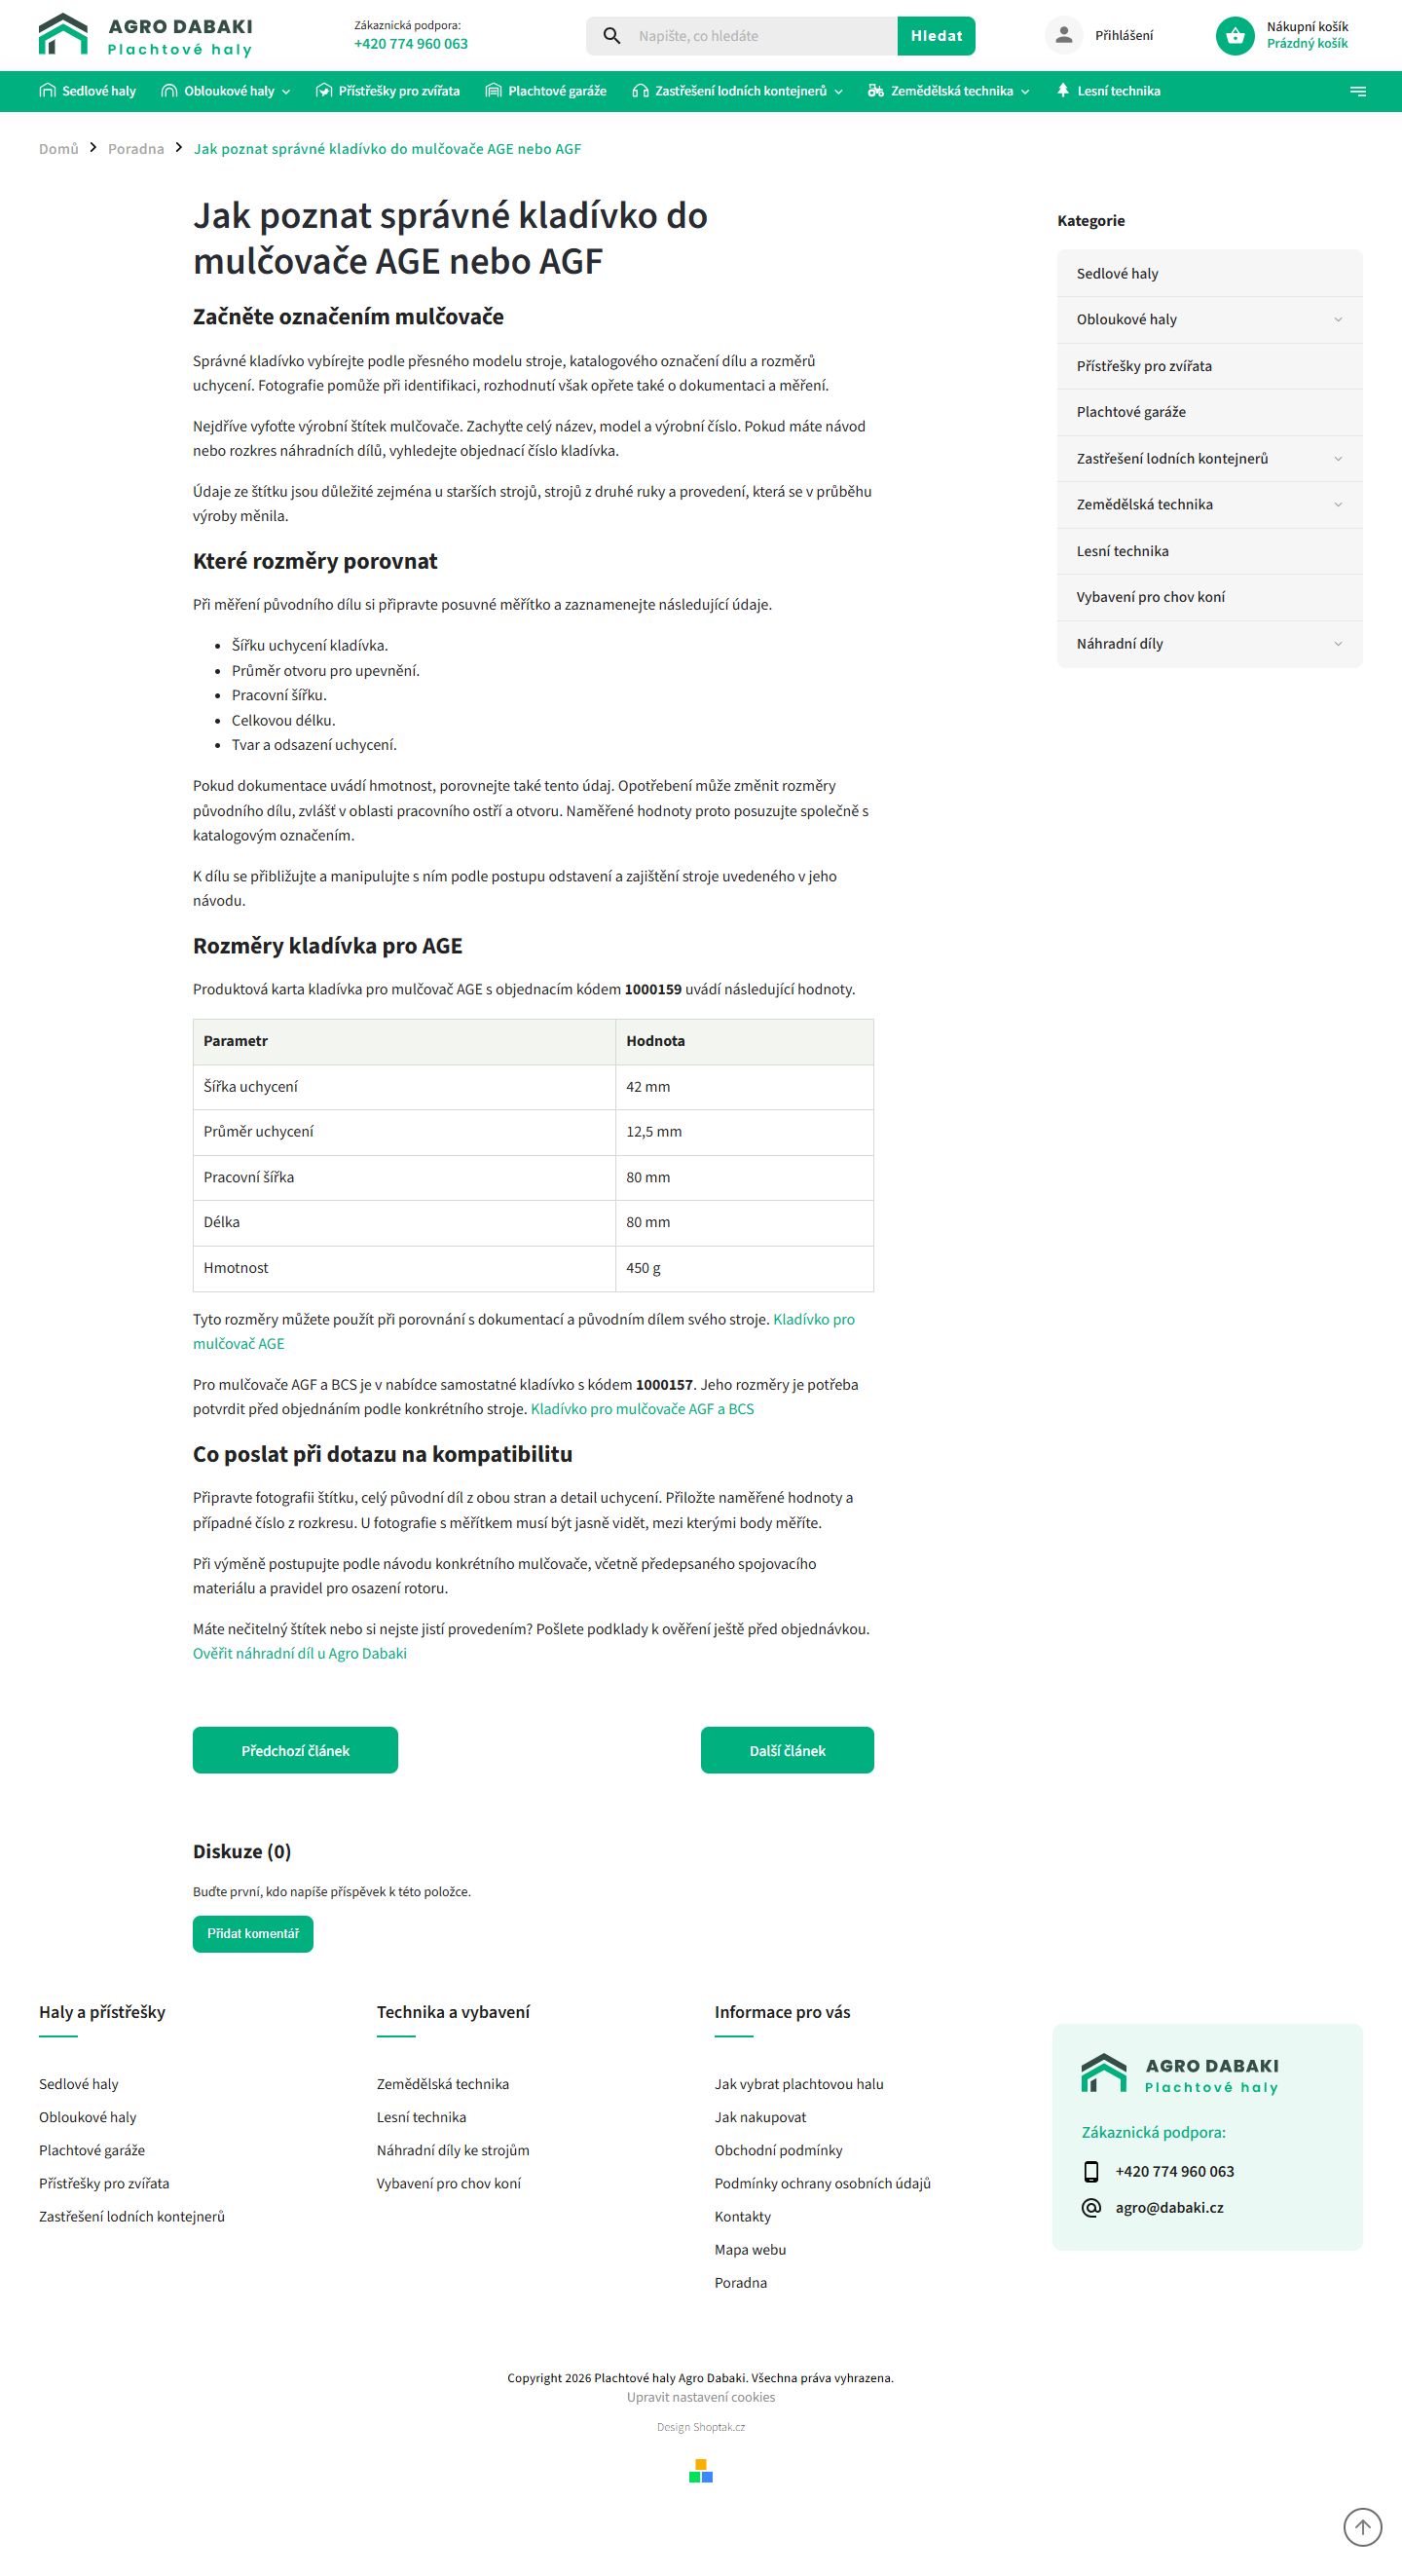 AGRO DABAKI
Plachtové haly
Zákaznická podpora:
+420 774 960 063
Napište, co hledáte
Hledat
Přihlášení
Nákupní košík
Prázdný košík
Sedlové haly
Obloukové haly
Přístřešky pro zvířata
Plachtové garáže
Zastřešení lodních kontejnerů
Zemědělská technika
Lesní technika
Domů
Poradna
Jak poznat správné kladívko do mulčovače AGE nebo AGF
Jak poznat správné kladívko do
mulčovače AGE nebo AGF
Začněte označením mulčovače
Správné kladívko vybírejte podle přesného modelu stroje, katalogového označení dílu a rozměrů
uchycení. Fotografie pomůže při identifikaci, rozhodnutí však opřete také o dokumentaci a měření.
Nejdříve vyfoťte výrobní štítek mulčovače. Zachyťte celý název, model a výrobní číslo. Pokud máte návod
nebo rozkres náhradních dílů, vyhledejte objednací číslo kladívka.
Údaje ze štítku jsou důležité zejména u starších strojů, strojů z druhé ruky a provedení, která se v průběhu
výroby měnila.
Které rozměry porovnat
Při měření původního dílu si připravte posuvné měřítko a zaznamenejte následující údaje.
Šířku uchycení kladívka.
Průměr otvoru pro upevnění.
Pracovní šířku.
Celkovou délku.
Tvar a odsazení uchycení.
Pokud dokumentace uvádí hmotnost, porovnejte také tento údaj. Opotřebení může změnit rozměry
původního dílu, zvlášť v oblasti pracovního ostří a otvoru. Naměřené hodnoty proto posuzujte společně s
katalogovým označením.
K dílu se přibližujte a manipulujte s ním podle postupu odstavení a zajištění stroje uvedeného v jeho
návodu.
Rozměry kladívka pro AGE
Produktová karta kladívka pro mulčovač AGE s objednacím kódem 1000159 uvádí následující hodnoty.
Parametr Hodnota
Šířka uchycení 42 mm
Průměr uchycení 12,5 mm
Pracovní šířka 80 mm
Délka 80 mm
Hmotnost 450 g
Tyto rozměry můžete použít při porovnání s dokumentací a původním dílem svého stroje. Kladívko pro
mulčovač AGE
Pro mulčovače AGF a BCS je v nabídce samostatné kladívko s kódem 1000157. Jeho rozměry je potřeba
potvrdit před objednáním podle konkrétního stroje. Kladívko pro mulčovače AGF a BCS
Co poslat při dotazu na kompatibilitu
Připravte fotografii štítku, celý původní díl z obou stran a detail uchycení. Přiložte naměřené hodnoty a
případné číslo z rozkresu. U fotografie s měřítkem musí být jasně vidět, mezi kterými body měříte.
Při výměně postupujte podle návodu konkrétního mulčovače, včetně předepsaného spojovacího
materiálu a pravidel pro osazení rotoru.
Máte nečitelný štítek nebo si nejste jistí provedením? Pošlete podklady k ověření ještě před objednávkou.
Ověřit náhradní díl u Agro Dabaki
Předchozí článek
Další článek
Diskuze (0)
Buďte první, kdo napíše příspěvek k této položce.
Přidat komentář
Kategorie
Sedlové haly
Obloukové haly
Přístřešky pro zvířata
Plachtové garáže
Zastřešení lodních kontejnerů
Zemědělská technika
Lesní technika
Vybavení pro chov koní
Náhradní díly
Haly a přístřešky
Sedlové haly
Obloukové haly
Plachtové garáže
Přístřešky pro zvířata
Zastřešení lodních kontejnerů
Technika a vybavení
Zemědělská technika
Lesní technika
Náhradní díly ke strojům
Vybavení pro chov koní
Informace pro vás
Jak vybrat plachtovou halu
Jak nakupovat
Obchodní podmínky
Podmínky ochrany osobních údajů
Kontakty
Mapa webu
Poradna
AGRO DABAKI
Plachtové haly
Zákaznická podpora:
+420 774 960 063
agro@dabaki.cz
Copyright 2026 Plachtové haly Agro Dabaki. Všechna práva vyhrazena.
Upravit nastavení cookies
Design Shoptak.cz